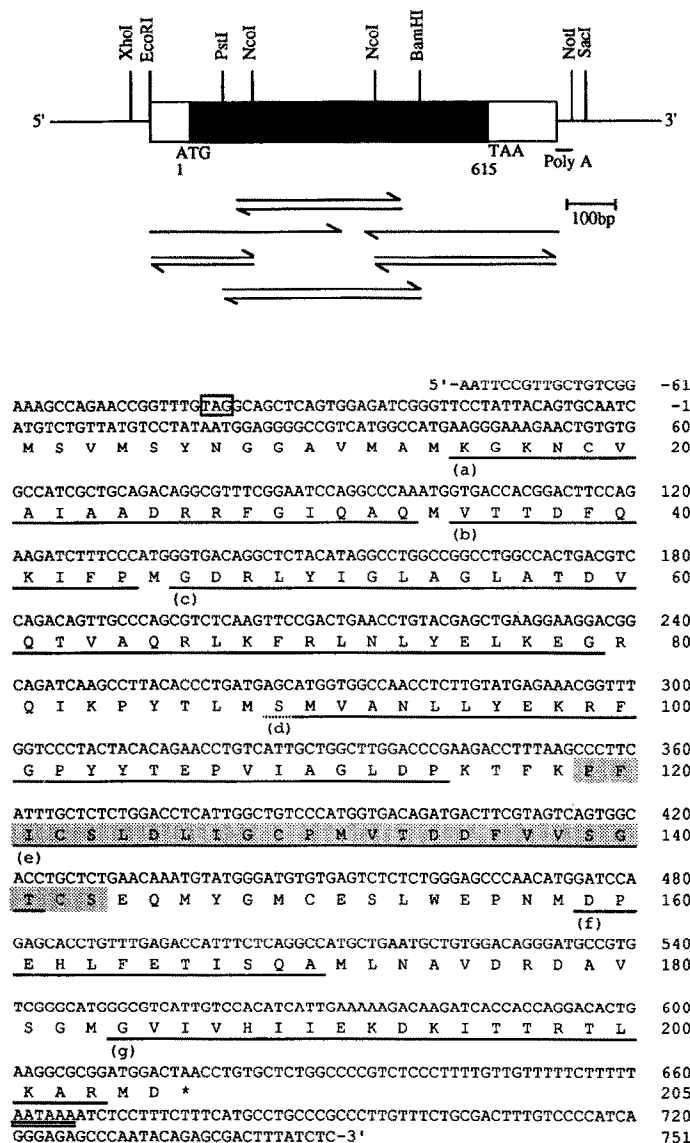 XhoI EcoRI PstI NcoI NcoI BamHI NotI SacI
5' 3'
ATG TAA Poly A
1 615
100bp
5'-AATTCCGTTGCTGTCGG -61
AAAGCCAGAACCGGTTTGTAGGCAGCTCAGTGGAGATCGGGTTCCTATTACAGTGCAATC -1
ATGTCTGTTATGTCCTATAATGGAGGGGCCGTCATGGCCATGAAGGGAAAGAACTGTGTG 60
M S V M S Y N G G A V M A M K G K N C V 20
(a)
GCCATCGCTGCAGACAGGCGTTTCGGAATCCAGGCCCAAATGGTGACCACGGACTTCCAG 120
A I A A D R R F G I Q A Q M V T T D F Q 40
(b)
AAGATCTTTCCCATGGGTGACAGGCTCTACATAGGCCTGGCCGGCCTGGCCACTGACGTC 180
K I F P M G D R L Y I G L A G L A T D V 60
(c)
CAGACAGTTGCCCAGCGTCTCAAGTTCCGACTGAACCTGTACGAGCTGAAGGAAGGACGG 240
Q T V A Q R L K F R L N L Y E L K E G R 80
CAGATCAAGCCTTACACCCTGATGAGCATGGTGGCCAACCTCTTGTATGAGAAACGGTTT 300
Q I K P Y T L M S M V A N L L Y E K R F 100
(d)
GGTCCCTACTACACAGAACCTGTCATTGCTGGCTTGGACCCGAAGACCTTTAAGCCCTTC 360
G P Y Y T E P V I A G L D P K T F K P F 120
ATTTGCTCTCTGGACCTCATTGGCTGTCCCATGGTGACAGATGACTTCGTAGTCAGTGGC 420
I C S L D L I G C P M V T D D F V V S G 140
(e)
ACCTGCTCTGAACAAATGTATGGGATGTGTGAGTCTCTCTGGGAGCCCAACATGGATCCA 480
T C S E Q M Y G M C E S L W E P N M D P 160
(f)
GAGCACCTGTTTGAGACCATTTCTCAGGCCATGCTGAATGCTGTGGACAGGGATGCCGTG 540
E H L F E T I S Q A M L N A V D R D A V 180
TCGGGCATGGGCGTCATTGTCCACATCATTGAAAAAGACAAGATCACCACCAGGACACTG 600
S G M G V I V H I I E K D K I T T R T L 200
(g)
AAGGCGCGGATGGACTAACCTGTGCTCTGGCCCCGTCTCCCTTTTGTTGTTTTTCTTTTT 660
K A R M D * 205
AATAAAATCTCCTTTCTTTCATGCCTGCCCGCCCTTGTTTCTGCGACTTTGTCCCCATCA 720
GGGAGAGCCCAATACAGAGCGACTTTATCTC-3' 751